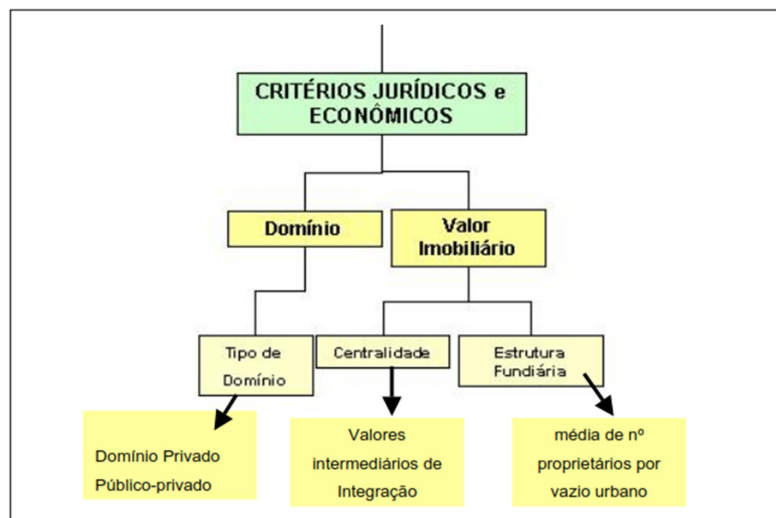 CRITÉRIOS JURÍDICOS e
ECONÔMICOS
Domínio
Valor
Imobiliário
Tipo de
Domínio
Centralidade
Estrutura
Fundiária
Domínio Privado
Público-privado
Valores
intermediários de
Integração
média de nº
proprietários por
vazio urbano